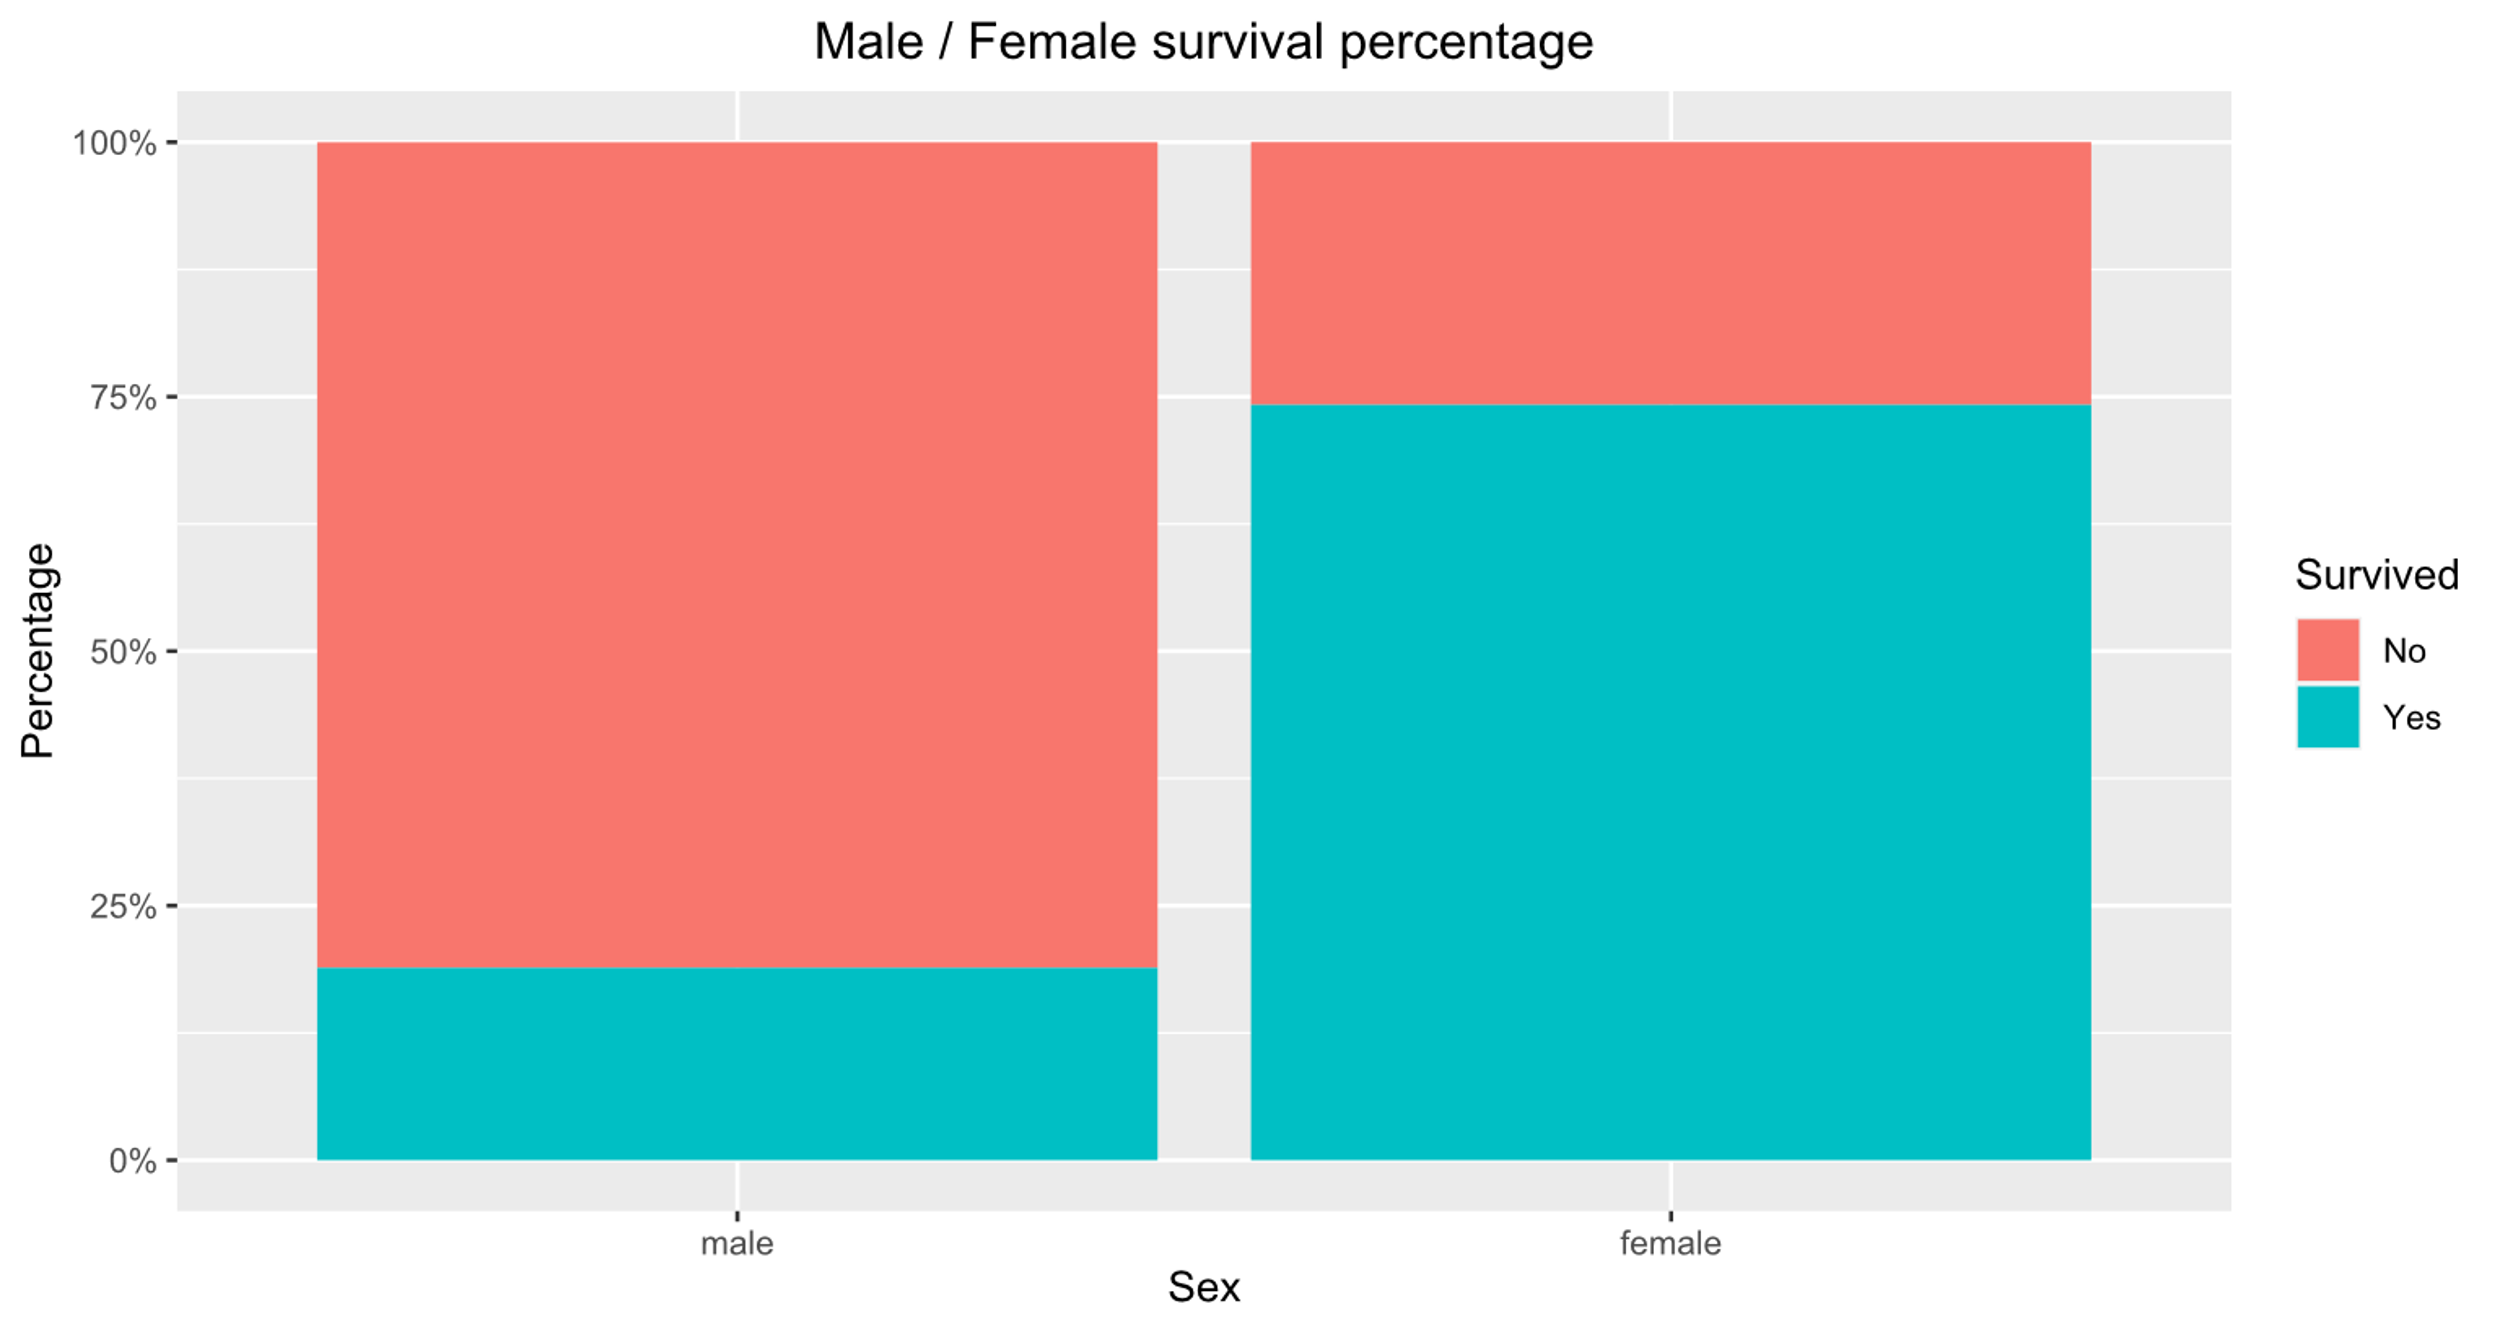 Male / Female survival percentage
100%
75%
50%
25%
0%
Percentage
male
female
Sex
Survived
No
Yes